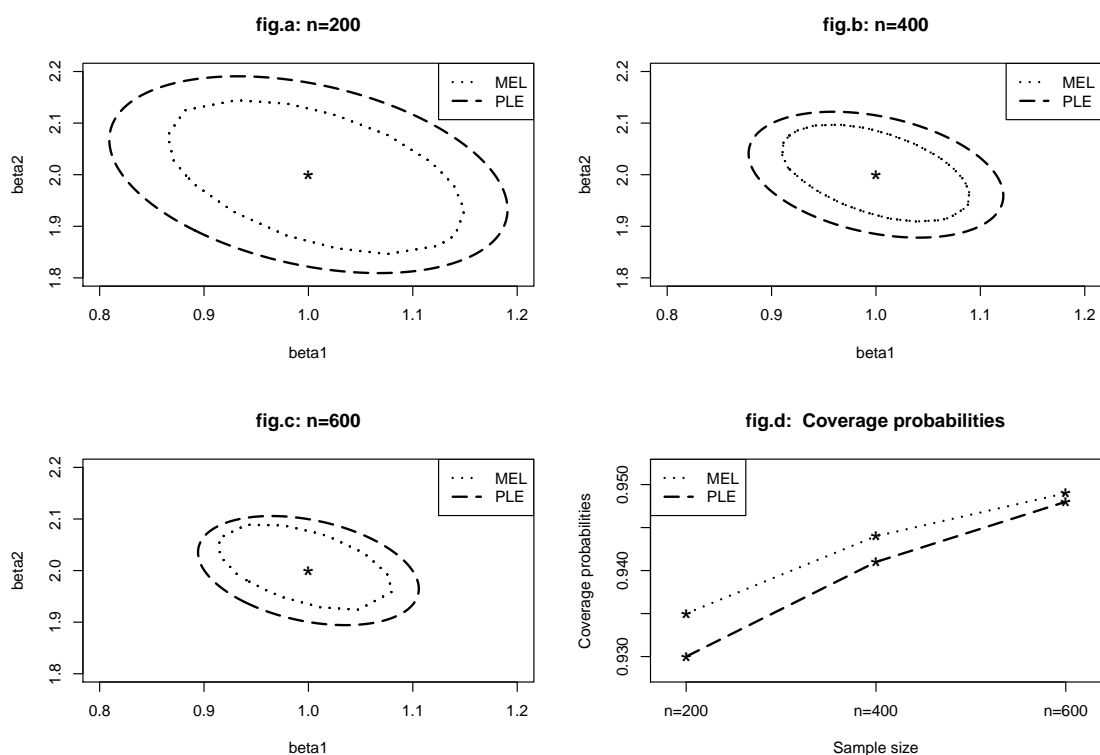 fig.a: n=200
MEL
PLE
beta2
1.8 1.9 2.0 2.1 2.2
0.8 0.9 1.0 1.1 1.2
beta1
fig.b: n=400
MEL
PLE
beta2
1.8 1.9 2.0 2.1 2.2
0.8 0.9 1.0 1.1 1.2
beta1
fig.c: n=600
MEL
PLE
beta2
1.8 1.9 2.0 2.1 2.2
0.8 0.9 1.0 1.1 1.2
beta1
fig.d: Coverage probabilities
MEL
PLE
Coverage probabilities
0.930 0.940 0.950
n=200 n=400 n=600
Sample size